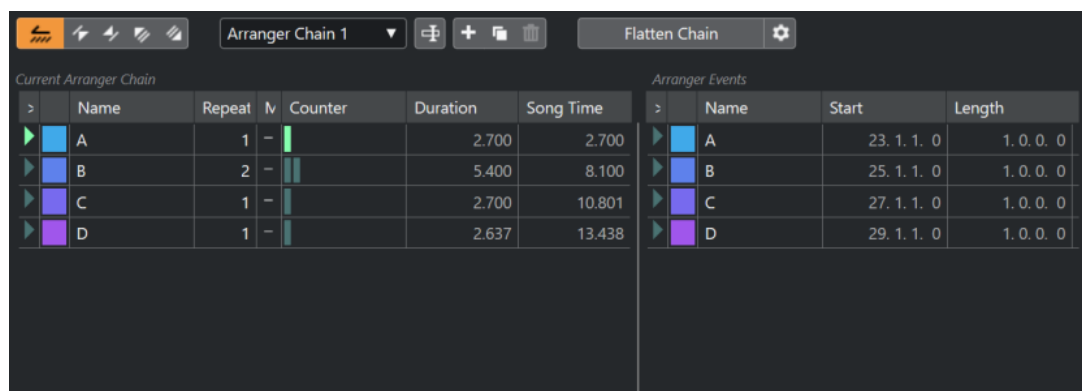 Arranger Chain 1 Flatten Chain
Current Arranger Chain Arranger Events
> Name Repeat M Counter Duration Song Time > Name Start Length
A 1 – 2.700 2.700 A 23. 1. 1. 0 1. 0. 0. 0
B 2 – 5.400 8.100 B 25. 1. 1. 0 1. 0. 0. 0
C 1 – 2.700 10.801 C 27. 1. 1. 0 1. 0. 0. 0
D 1 – 2.637 13.438 D 29. 1. 1. 0 1. 0. 0. 0